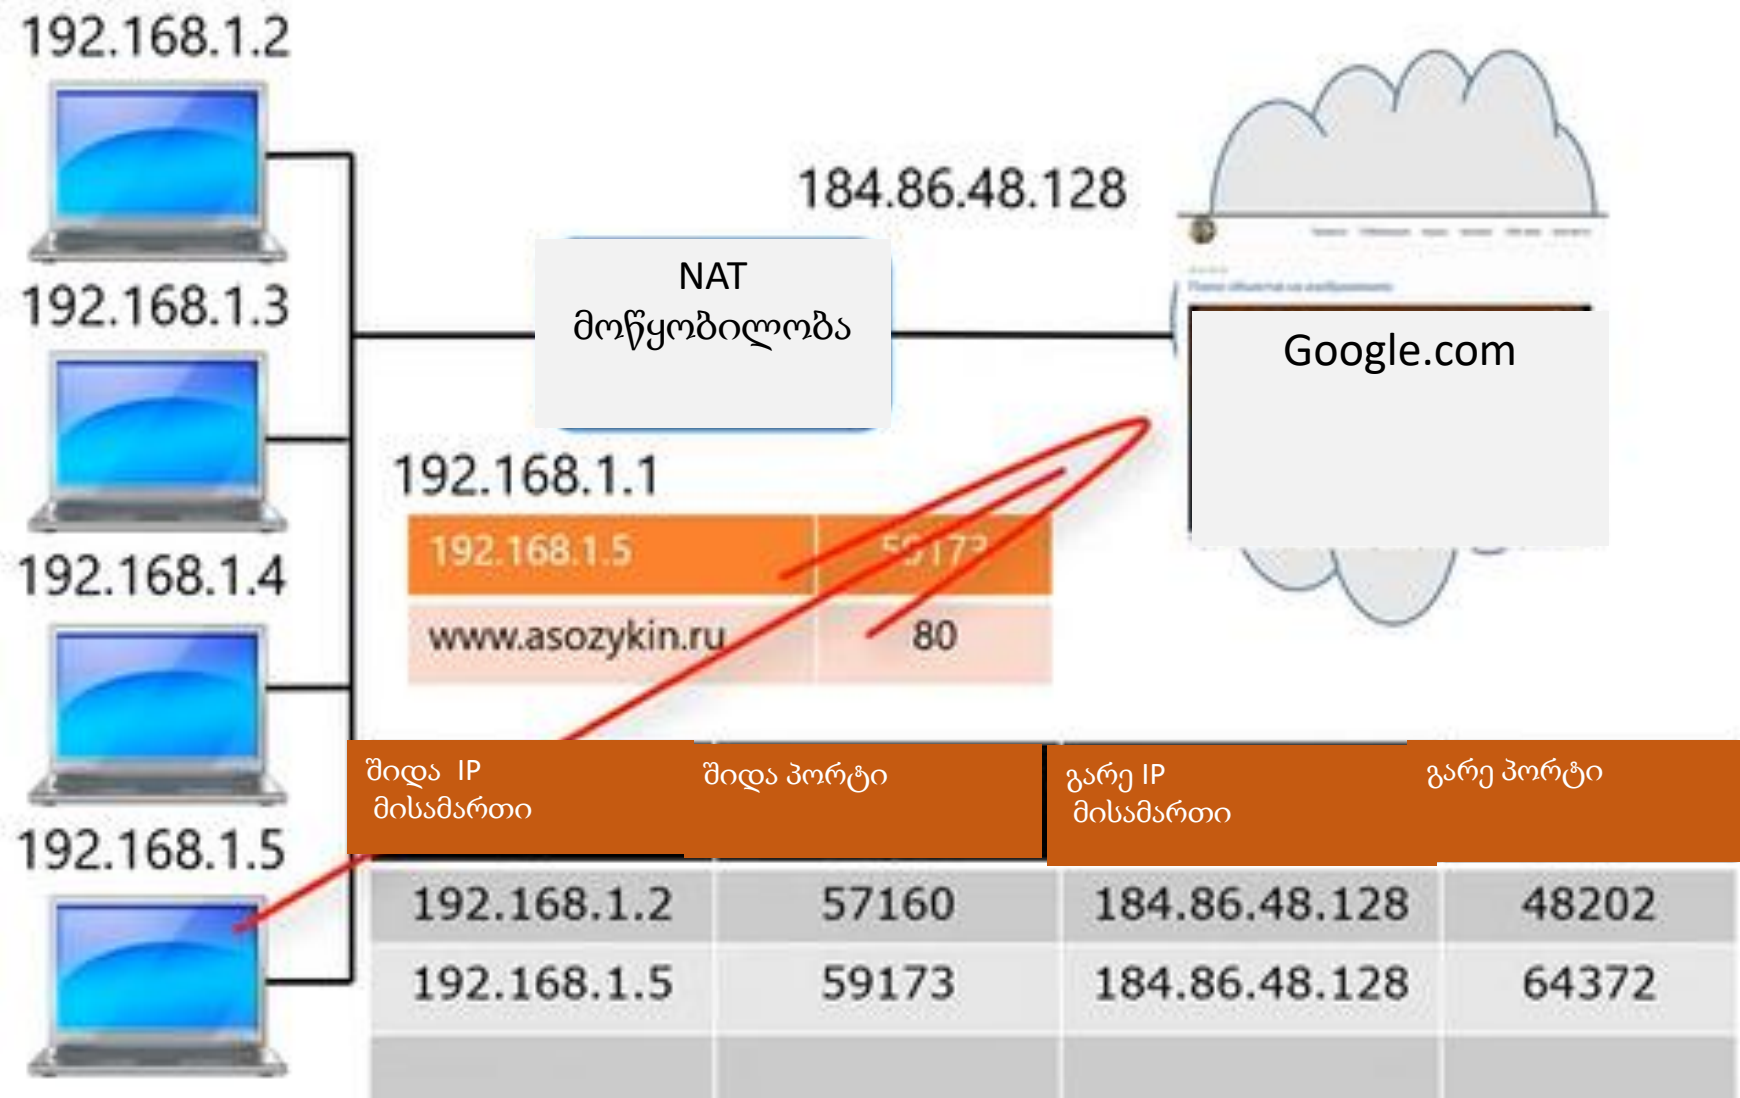 192.168.1.2
184.86.48.128
NAT
მოწყობილობა
192.168.1.3
Google.com
192.168.1.1
192.168.1.5 59173
192.168.1.4
www.asozykin.ru 80
შიდა IP
მისამართი
შიდა პორტი
გარე IP
მისამართი
გარე პორტი
192.168.1.5
192.168.1.2 57160 184.86.48.128 48202
192.168.1.5 59173 184.86.48.128 64372